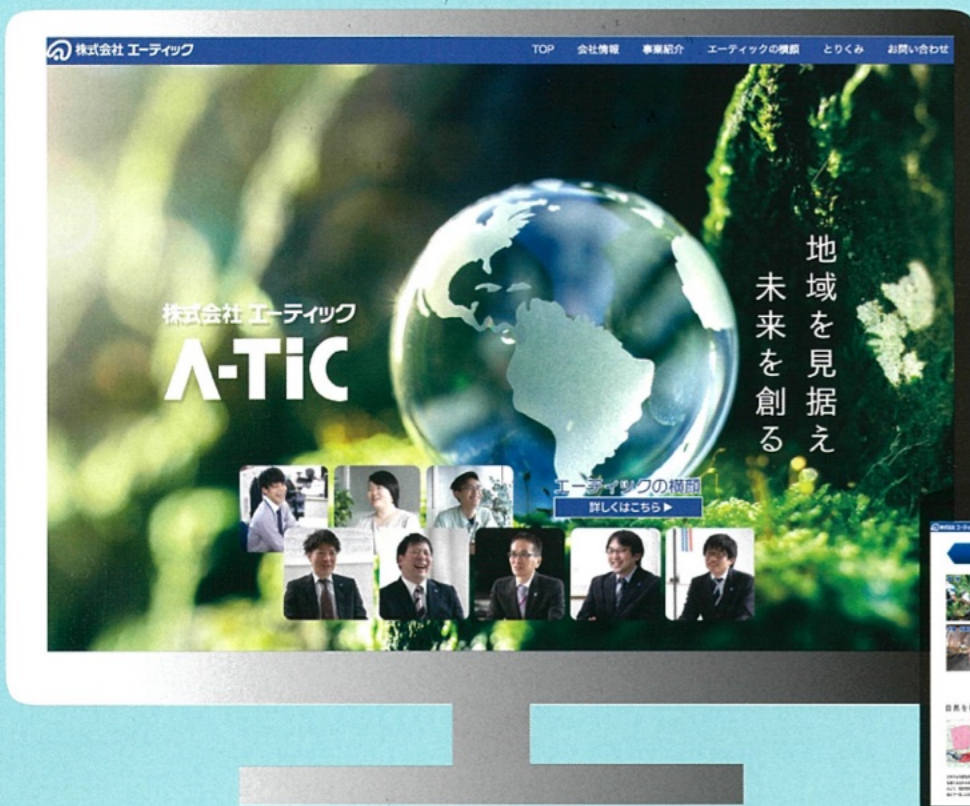 株式会社 エーティック
TOP 会社情報 事業紹介 エーティックの横顔 とりくみ お問い合わせ
地域を見据え
未来を創る
株式会社 エーティック
A-TiC
エーティックの横顔
詳しくはこちら▶